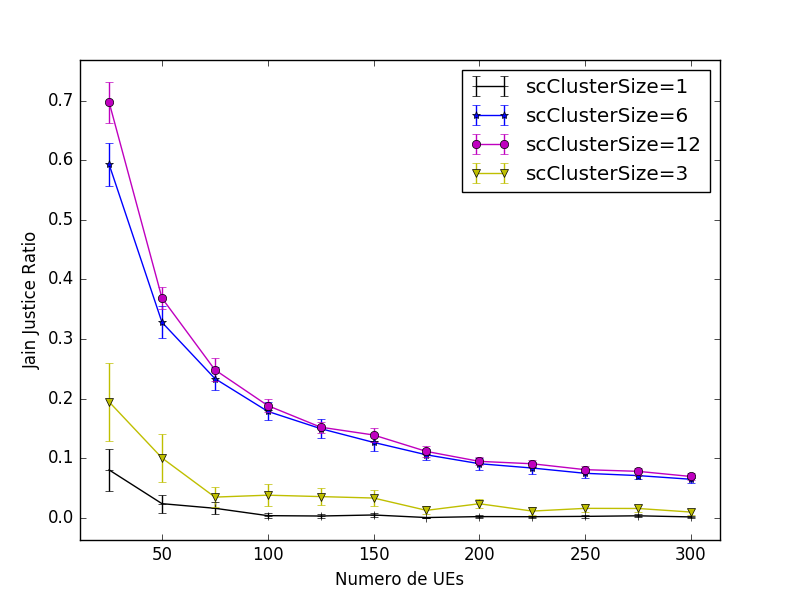 scClusterSize=1
scClusterSize=6
scClusterSize=12
scClusterSize=3
0.7
0.6
0.5
0.4
0.3
0.2
0.1
0.0
Jain Justice Ratio
50 100 150 200 250 300
Numero de UEs